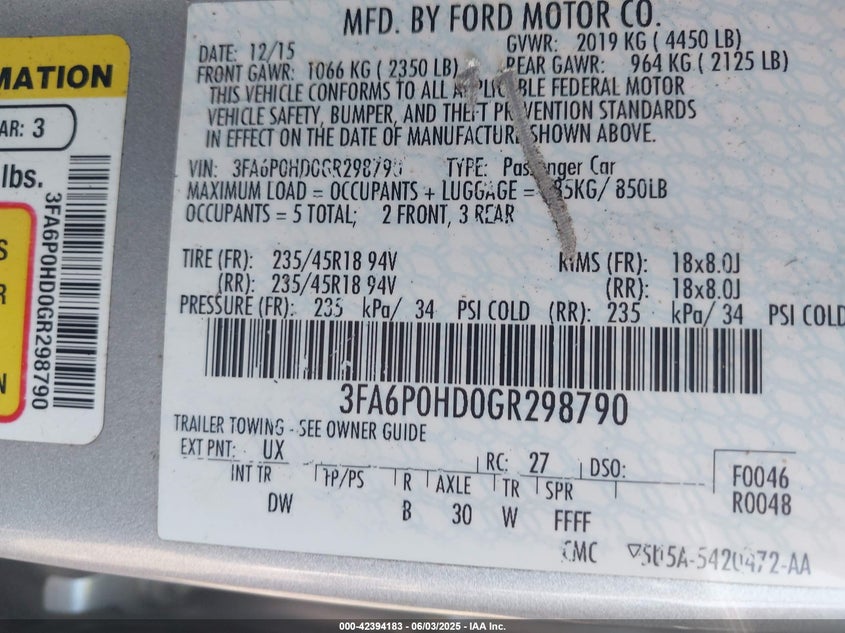 MFD. BY FORD MOTOR CO.
DATE: 12/15 GVWR: 2019 KG ( 4450 LB)
FRONT GAWR: 1066 KG ( 2350 LB) REAR GAWR: 964 KG ( 2125 LB)
THIS VEHICLE CONFORMS TO ALL APPLICABLE FEDERAL MOTOR
VEHICLE SAFETY, BUMPER, AND THEFT PREVENTION STANDARDS
IN EFFECT ON THE DATE OF MANUFACTURE SHOWN ABOVE.
VIN: 3FA6P0HD0GR298790 TYPE: Passenger Car
MAXIMUM LOAD = OCCUPANTS + LUGGAGE = 385KG/ 850LB
OCCUPANTS = 5 TOTAL; 2 FRONT, 3 REAR
TIRE (FR): 235/45R18 94V RIMS (FR): 18x8.0J
(RR): 235/45R18 94V (RR): 18x8.0J
PRESSURE (FR): 235 kPa/ 34 PSI COLD (RR): 235 kPa/ 34 PSI COLD
3FA6P0HD0GR298790
TRAILER TOWING - SEE OWNER GUIDE
EXT PNT: UX RC: 27 DSO: F0046
INT TR TP/PS R AXLE TR SPR R0048
DW B 30 W FFFF
CMC
MATION
AR: 3
lbs.
S
R
N
3FA6P0HD0GR298790
000-42394183 - 06/03/2025 - IAA Inc.